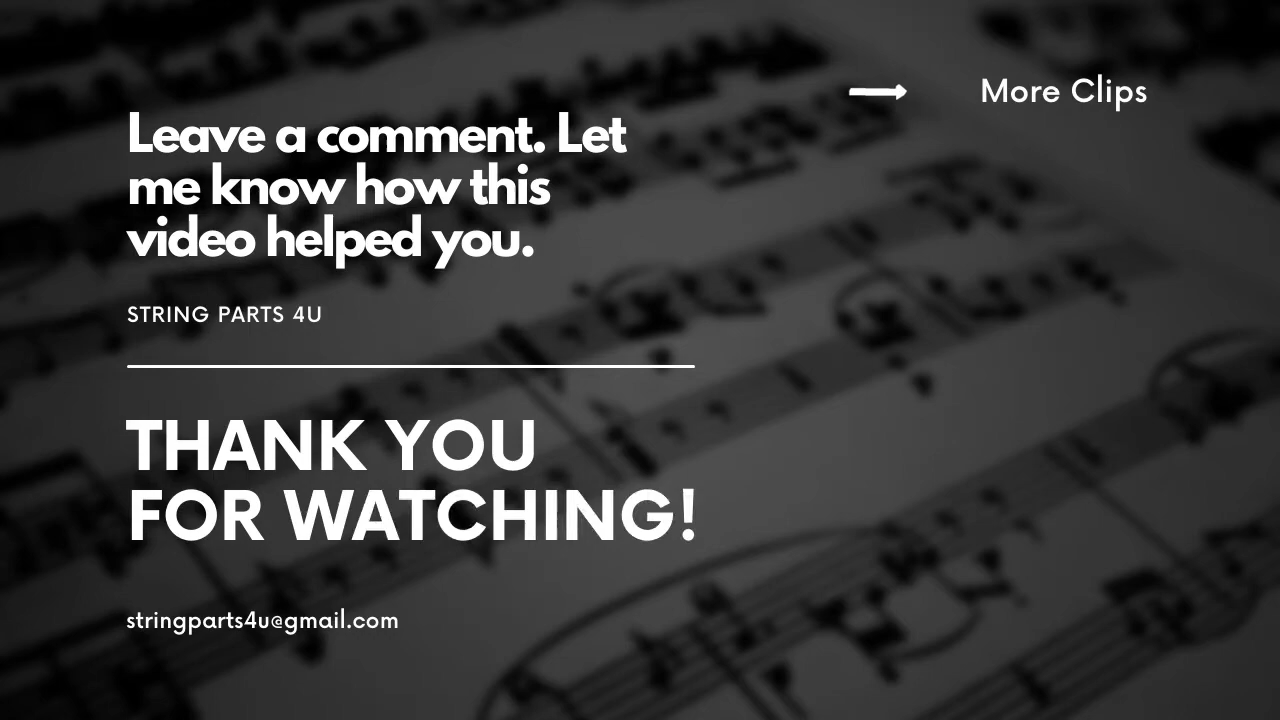 More Clips
Leave a comment. Let
me know how this
video helped you.
STRING PARTS 4U
THANK YOU
FOR WATCHING!
stringparts4u@gmail.com